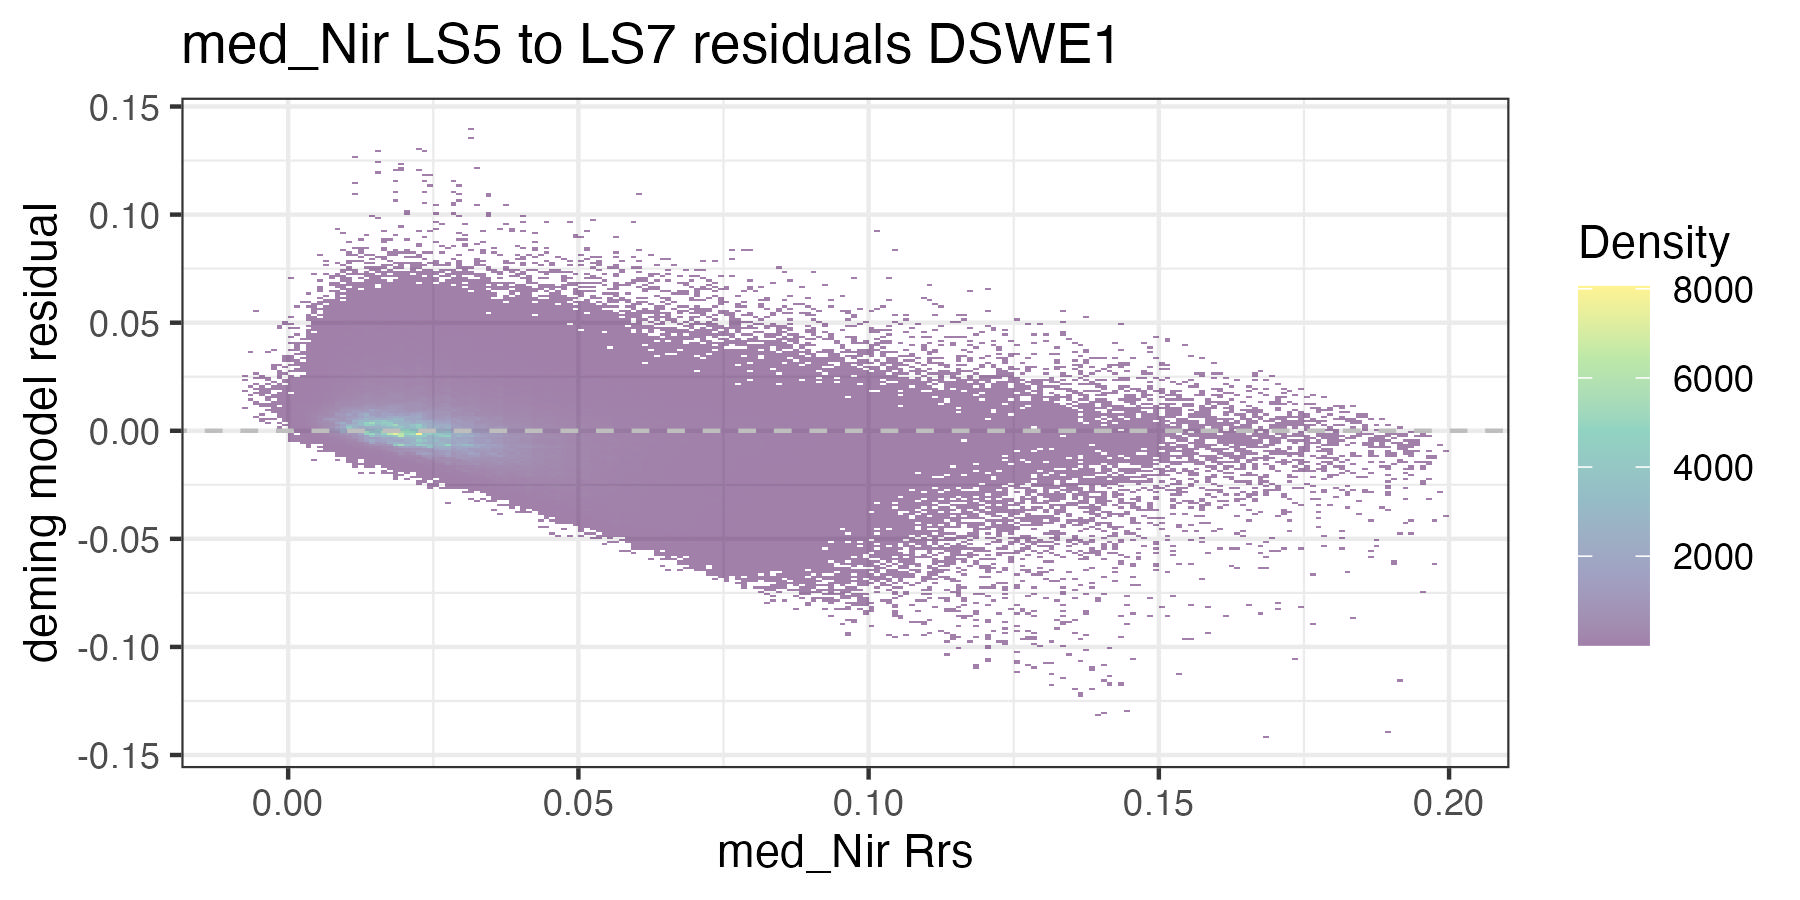 med_Nir LS5 to LS7 residuals DSWE1
deming model residual
0.15
0.10
0.05
0.00
-0.05
-0.10
-0.15
0.00 0.05 0.10 0.15 0.20
med_Nir Rrs
Density
8000
6000
4000
2000